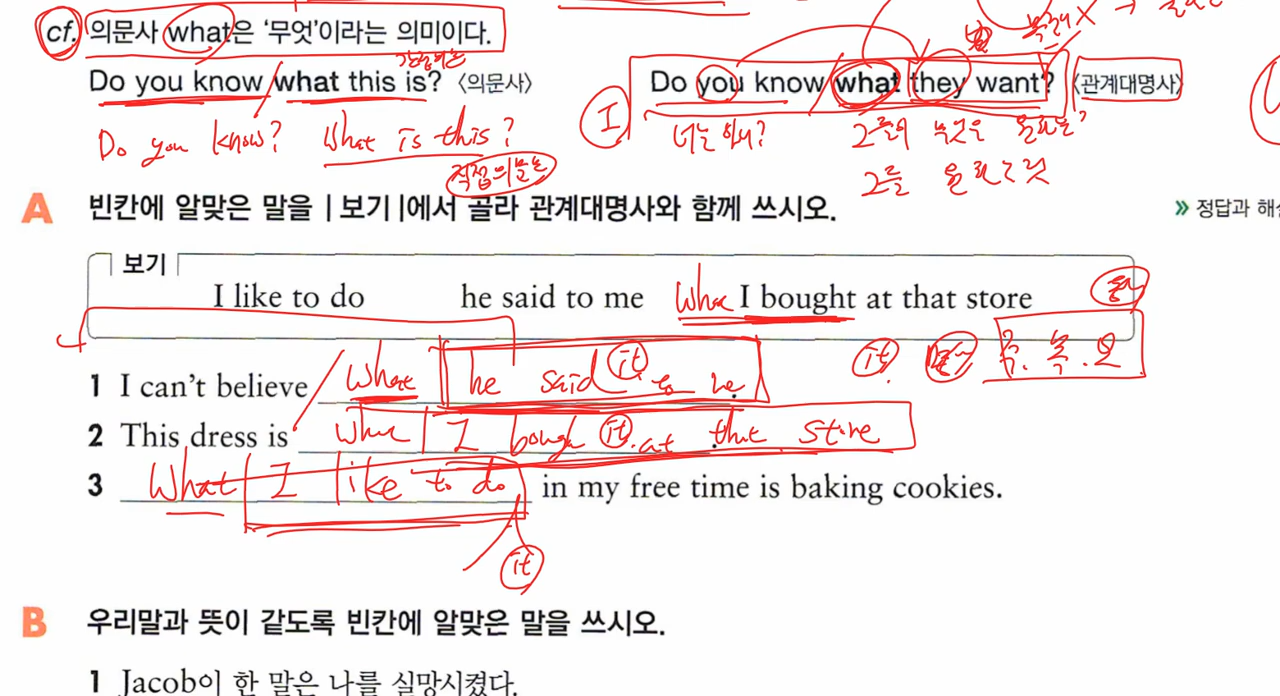 cf. 의문사 what은 '무엇'이라는 의미이다.
간접의문
Do you know what this is? 〈의문사〉
Do you know? What is this?
직접의문문
Do you know what they want? 〈관계대명사〉
I
너는 아니?
그들이 무엇을 원하는
그들 원하는 것
A 빈칸에 알맞은 말을 |보기|에서 골라 관계대명사와 함께 쓰시오.
» 정답과 해설
보기
I like to do he said to me what I bought at that store
it
1 I can't believe what he said it to me.
2 This dress is what I bough it at that store
3 What I like to do in my free time is baking cookies.
it
B 우리말과 뜻이 같도록 빈칸에 알맞은 말을 쓰시오.
1 Jacob이 한 말은 나를 실망시켰다.